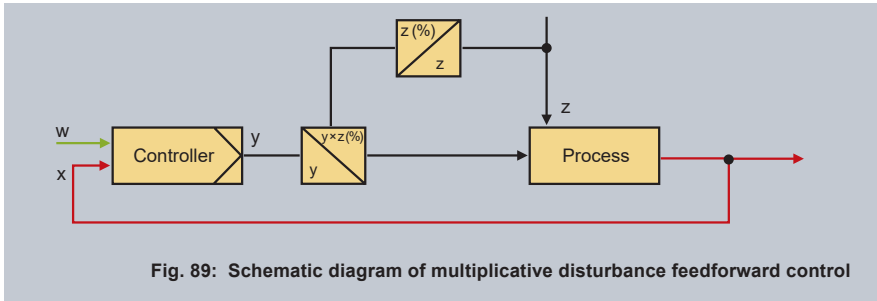 z (%)
z
z
w
x
Controller
y
y×z(%)
y
Process
Fig. 89: Schematic diagram of multiplicative disturbance feedforward control